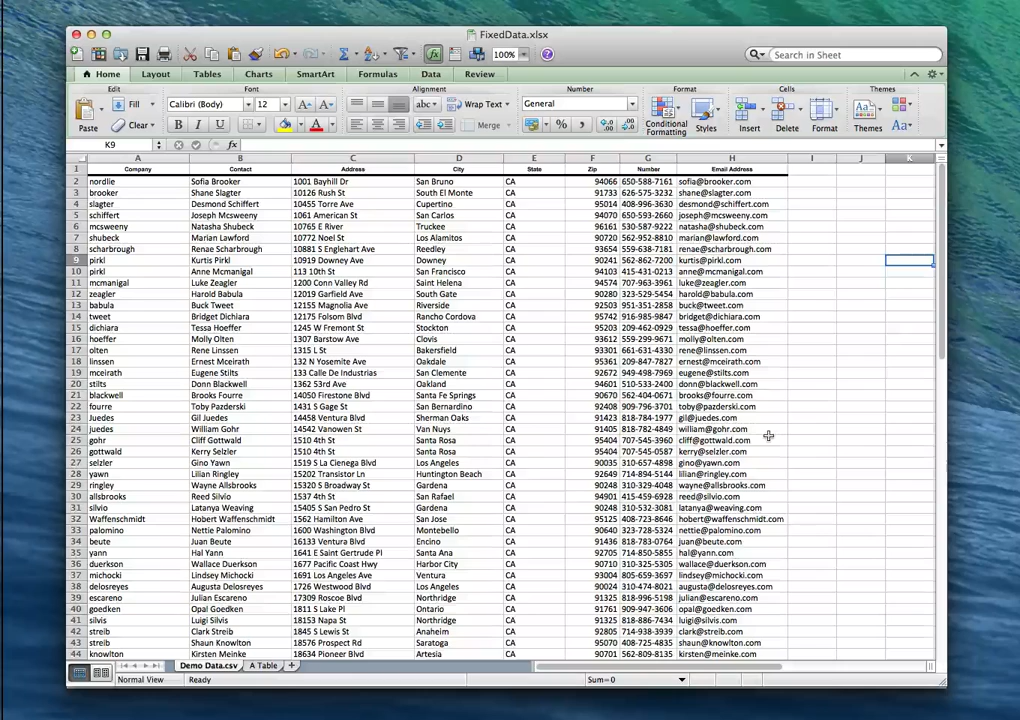 FixedData.xlsx
100%
Search in Sheet
Home Layout Tables Charts SmartArt Formulas Data Review
Edit Font Alignment Number Format Cells Themes
Paste Fill Clear Calibri (Body) 12 B I U abc Wrap Text Merge General % Conditional Formatting Styles Insert Delete Format Themes Aa
K9 fx
A B C D E F G H I J K
1 Company Contact Address City State Zip Number Email Address
2 nordlie Sofia Brooker 1001 Bayhill Dr San Bruno CA 94066 650-588-7161 sofia@brooker.com
3 brooker Shane Slagter 10126 Rush St South El Monte CA 91733 626-575-3232 shane@slagter.com
4 slagter Desmond Schiffert 10455 Torre Ave Cupertino CA 95014 408-996-3630 desmond@schiffert.com
5 schiffert Joseph Mcsweeny 1061 American St San Carlos CA 94070 650-593-2660 joseph@mcsweeny.com
6 mcsweeny Natasha Shubeck 10765 E River Truckee CA 96161 530-587-9222 natasha@shubeck.com
7 shubeck Marian Lawford 10772 Noel St Los Alamitos CA 90720 562-952-8810 marian@lawford.com
8 scharbrough Renae Scharbrough 10881 S Englehart Ave Reedley CA 93654 559-638-7181 renae@scharbrough.com
9 pirkl Kurtis Pirkl 10919 Downey Ave Downey CA 90241 562-862-7200 kurtis@pirkl.com
10 pirkl Anne Mcmanigal 113 10th St San Francisco CA 94103 415-431-0213 anne@mcmanigal.com
11 mcmanigal Luke Zeagler 1200 Conn Valley Rd Saint Helena CA 94574 707-963-3961 luke@zeagler.com
12 zeagler Harold Babula 12019 Garfield Ave South Gate CA 90280 323-529-5454 harold@babula.com
13 babula Buck Tweet 12155 Magnolia Ave Riverside CA 92503 951-351-2858 buck@tweet.com
14 tweet Bridget Dichiara 12175 Folsom Blvd Rancho Cordova CA 95742 916-985-9847 bridget@dichiara.com
15 dichiara Tessa Hoeffer 1245 W Fremont St Stockton CA 95203 209-462-0929 tessa@hoeffer.com
16 hoeffer Molly Olten 1307 Barstow Ave Clovis CA 93612 559-299-9631 molly@olten.com
17 olten Rene Linssen 1315 L St Bakersfield CA 93301 661-631-4330 rene@linssen.com
18 linssen Ernest Mceirath 132 N Yosemite Ave Oakdale CA 95361 209-847-7827 ernest@mceirath.com
19 mceirath Eugene Stilts 133 Calle De Industrias San Clemente CA 92672 949-498-7969 eugene@stilts.com
20 stilts Donn Blackwell 1362 53rd Ave Oakland CA 94601 510-533-2400 donn@blackwell.com
21 blackwell Brooks Fourre 14050 Firestone Blvd Santa Fe Springs CA 90670 562-404-0671 brooks@fourre.com
22 fourre Toby Pazderski 1431 S Gage St San Bernardino CA 92408 909-796-3701 toby@pazderski.com
23 Juedes Gil Juedes 14458 Ventura Blvd Sherman Oaks CA 91423 818-784-1977 gil@juedes.com
24 juedes William Gohr 14542 Vanowen St Van Nuys CA 91405 818-782-4849 william@gohr.com
25 gohr Cliff Gottwald 1510 4th St Santa Rosa CA 95404 707-545-3960 cliff@gottwald.com
26 gottwald Kerry Selzler 1510 4th St Santa Rosa CA 95404 707-545-0587 kerry@selzler.com
27 selzler Gino Yawn 1519 S La Cienega Blvd Los Angeles CA 90035 310-657-4898 gino@yawn.com
28 yawn Lilian Ringley 15202 Transistor Ln Huntington Beach CA 92649 714-894-5144 lilian@ringley.com
29 ringley Wayne Allsbrooks 15320 S Broadway St Gardena CA 90248 310-329-4048 wayne@allsbrooks.com
30 allsbrooks Reed Silvio 1537 4th St San Rafael CA 94901 415-459-6928 reed@silvio.com
31 silvio Latanya Weaving 15405 S San Pedro St Gardena CA 90248 310-532-3081 latanya@weaving.com
32 Waffenschmidt Hobert Waffenschmidt 1562 Hamilton Ave San Jose CA 95125 408-723-8646 hobert@waffenschmidt.com
33 palomino Nettie Palomino 1600 Washington Blvd Montebello CA 90640 323-728-5324 nettie@palomino.com
34 beute Juan Beute 16133 Ventura Blvd Encino CA 91436 818-783-0764 juan@beute.com
35 yann Hal Yann 1641 E Saint Gertrude Pl Santa Ana CA 92705 714-850-5855 hal@yann.com
36 duerkson Wallace Duerkson 1677 Pacific Coast Hwy Harbor City CA 90710 310-325-5305 wallace@duerkson.com
37 michocki Lindsey Michocki 1691 Los Angeles Ave Ventura CA 93004 805-659-3697 lindsey@michocki.com
38 delosreyes Augusta Delosreyes 1726 Westwood Blvd Los Angeles CA 90024 310-474-8021 augusta@delosreyes.com
39 escareno Julian Escareno 17309 Roscoe Blvd Northridge CA 91325 818-996-5198 julian@escareno.com
40 goedken Opal Goedken 1811 S Lake Pl Ontario CA 91761 909-947-3606 opal@goedken.com
41 silvis Luigi Silvis 18153 Napa St Northridge CA 91325 818-886-7434 luigi@silvis.com
42 streib Clark Streib 1845 S Lewis St Anaheim CA 92805 714-938-3939 clark@streib.com
43 streib Shaun Knowlton 18576 Prospect Rd Saratoga CA 95070 408-725-4635 shaun@knowlton.com
44 knowlton Kirsten Meinke 18634 Pioneer Blvd Artesia CA 90701 562-809-8135 kirsten@meinke.com
Demo Data.csv A Table
Normal View Ready Sum=0